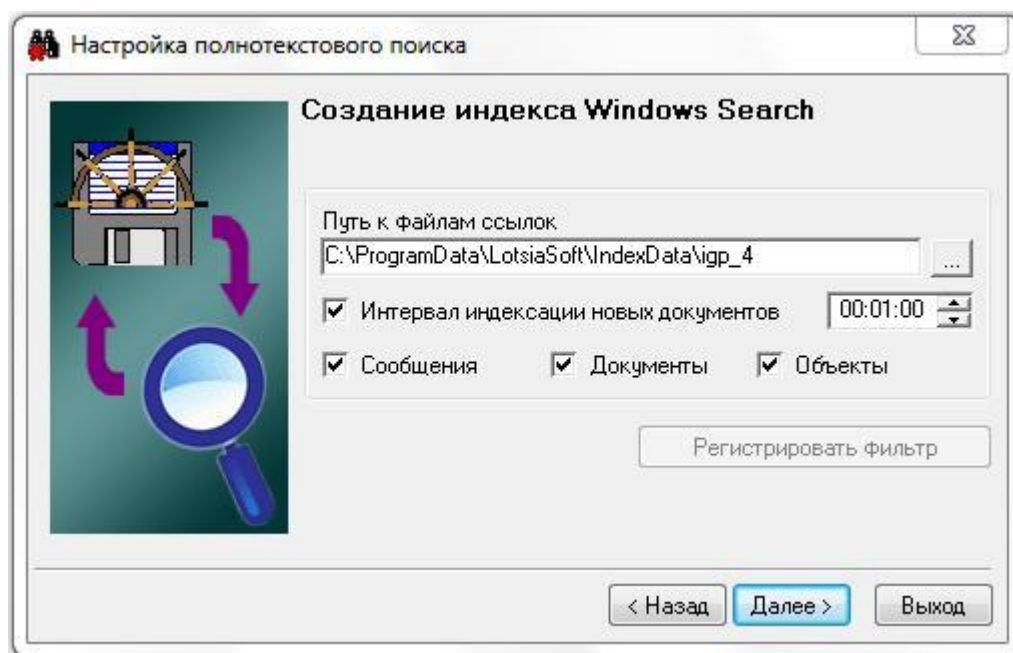 Настройка полнотекстового поиска
Создание индекса Windows Search
Путь к файлам ссылок
C:\ProgramData\LotsiaSoft\IndexData\igp_4
...
Интервал индексации новых документов 00:01:00
Сообщения Документы Объекты
Регистрировать фильтр
< Назад Далее > Выход